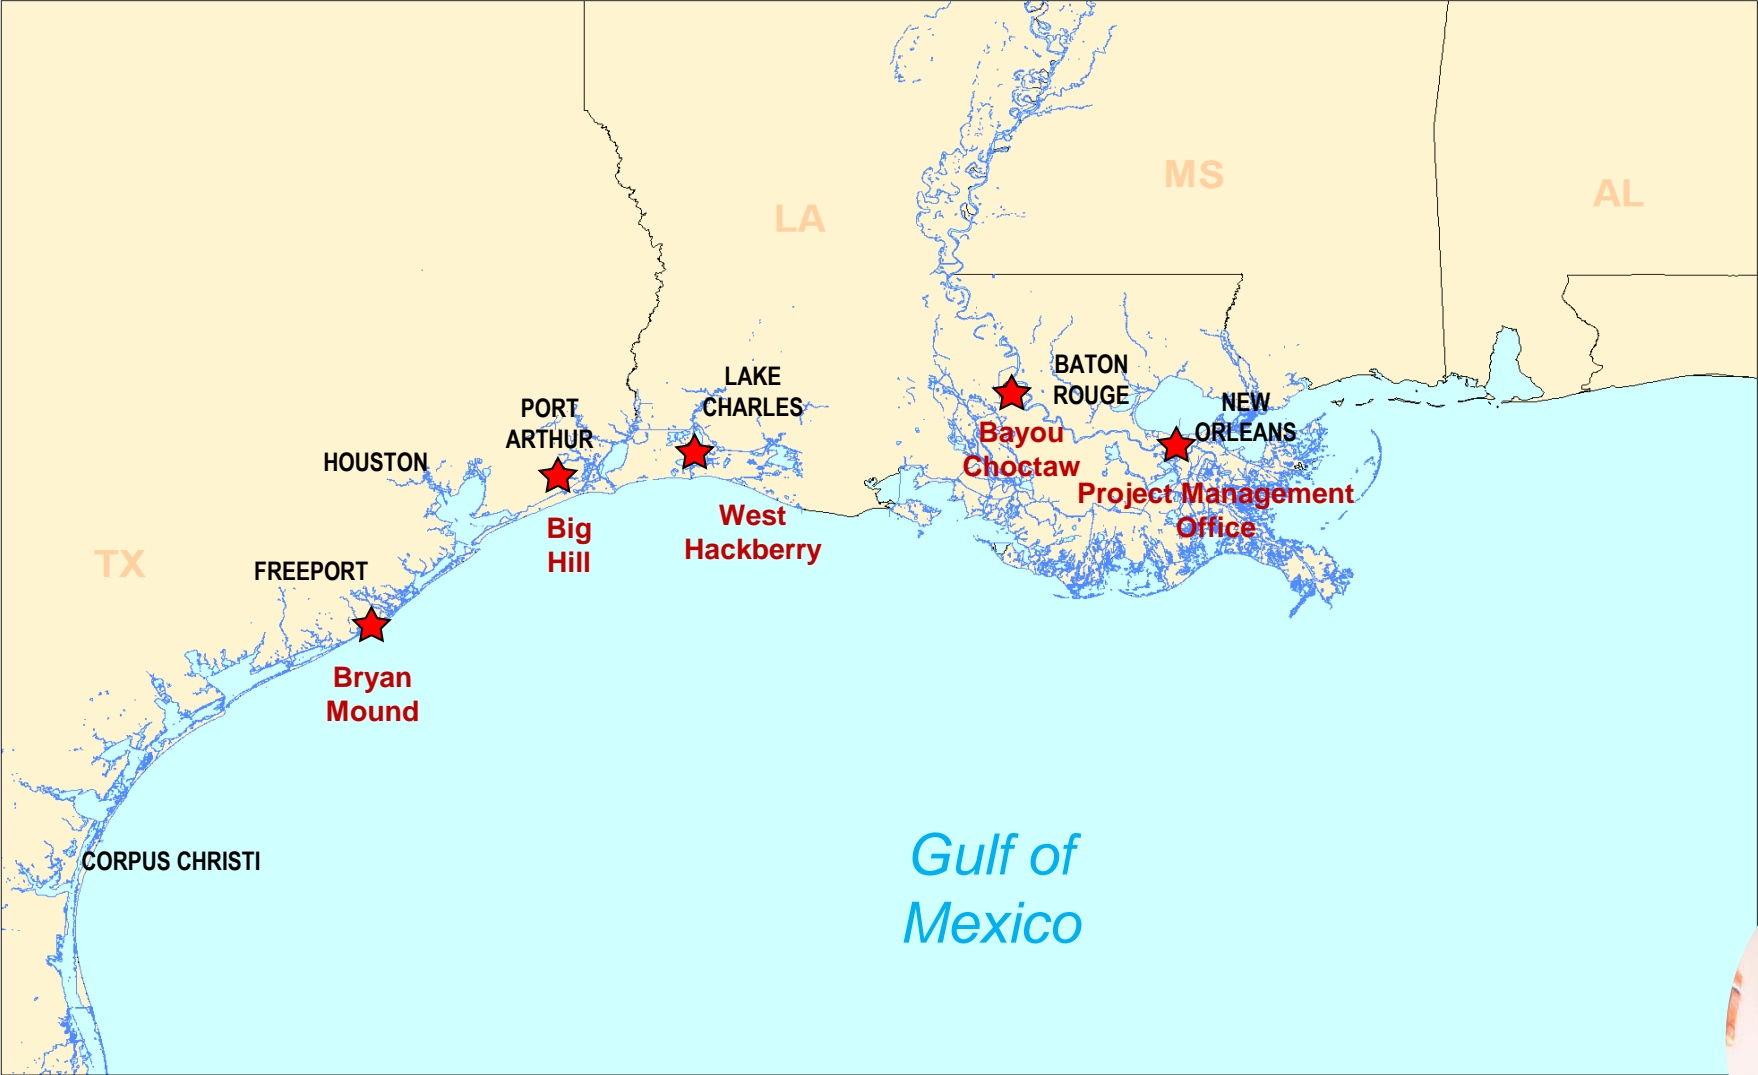 MS
AL
LA
LAKE
CHARLES
BATON
ROUGE
PORT
ARTHUR
NEW
ORLEANS
HOUSTON
Bayou
Choctaw
Project Management
Office
West
Hackberry
Big
Hill
TX
FREEPORT
Bryan
Mound
CORPUS CHRISTI
Gulf of
Mexico